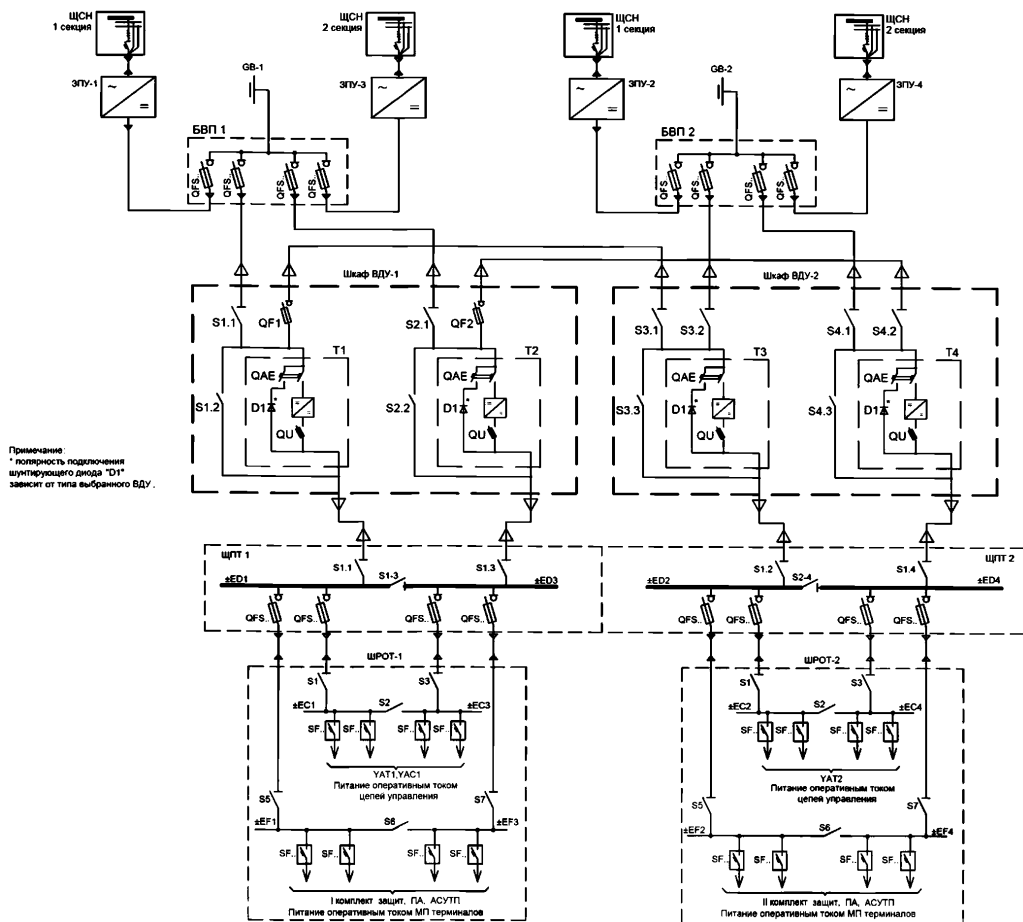 ЩСН
1 секция
ЩСН
2 секция
ЩСН
1 секция
ЩСН
2 секция
ЗПУ-1
GB-1
ЗПУ-3
ЗПУ-2
GB-2
ЗПУ-4
БВП 1
БВП 2
QFS..
QFS..
QFS..
QFS..
QFS..
QFS..
QFS..
QFS..
Шкаф ВДУ-1
Шкаф ВДУ-2
S1.1
QF1
S2.1
QF2
S3.1
S3.2
S4.1
S4.2
T1
T2
T3
T4
QAE
QAE
QAE
QAE
S1.2
D1
*
S2.2
D1
*
S3.3
D1
*
S4.3
D1
*
QU
QU
QU
QU
Примечание:
* полярность подключения
шунтирующего диода "D1"
зависит от типа выбранного ВДУ .
ЩПТ 1
ЩПТ 2
S1.1
S1.3
S1.2
S1.4
±ED1
S1-3
±ED3
±ED2
S2-4
±ED4
QFS..
QFS..
QFS..
QFS..
QFS..
QFS..
QFS..
QFS..
ШРОТ-1
ШРОТ-2
S1
S3
S1
S3
±EC1
S2
±EC3
±EC2
S2
±EC4
SF..
SF..
SF..
SF..
SF..
SF..
SF..
SF..
YAT1,YAC1
Питание оперативным током
цепей управления
YAT2
Питание оперативным током
цепей управления
S5
S7
S5
S7
±EF1
S6
±EF3
±EF2
S6
±EF4
SF..
SF..
SF..
SF..
SF..
SF..
SF..
SF..
I комплект защит, ПА, АСУТП
Питание оперативным током МП терминалов
II комплект защит, ПА, АСУТП
Питание оперативным током МП терминалов